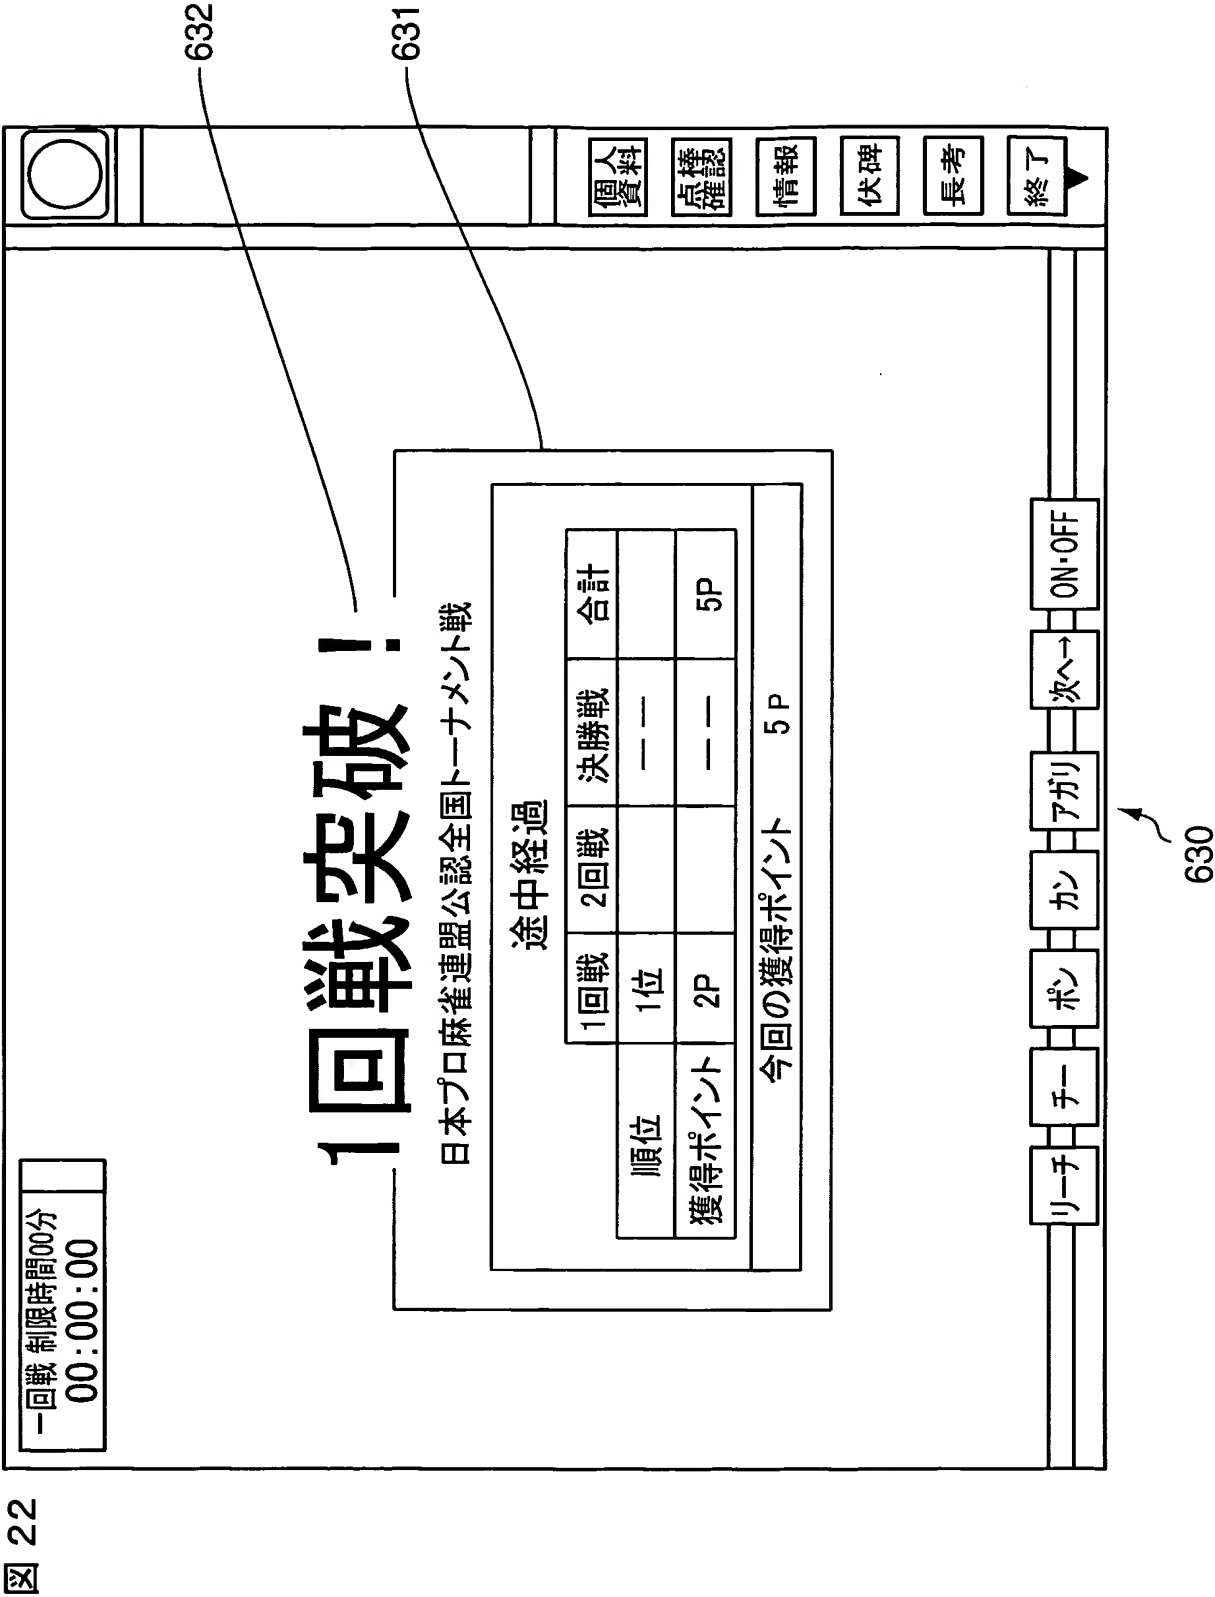 図 22
一回戦 制限時間00分
00:00:00
1回戦突破！
632
日本プロ麻雀連盟公認全国トーナメント戦
631
途中経過
1回戦 2回戦 決勝戦 合計
順位 1位 ――
獲得ポイント 2P ―― 5P
今回の獲得ポイント 5P
個人
資料
点棒
確認
情報
伏碑
長考
終了
リーチ チー ポン カン アガリ 次へ→ ON・OFF
630